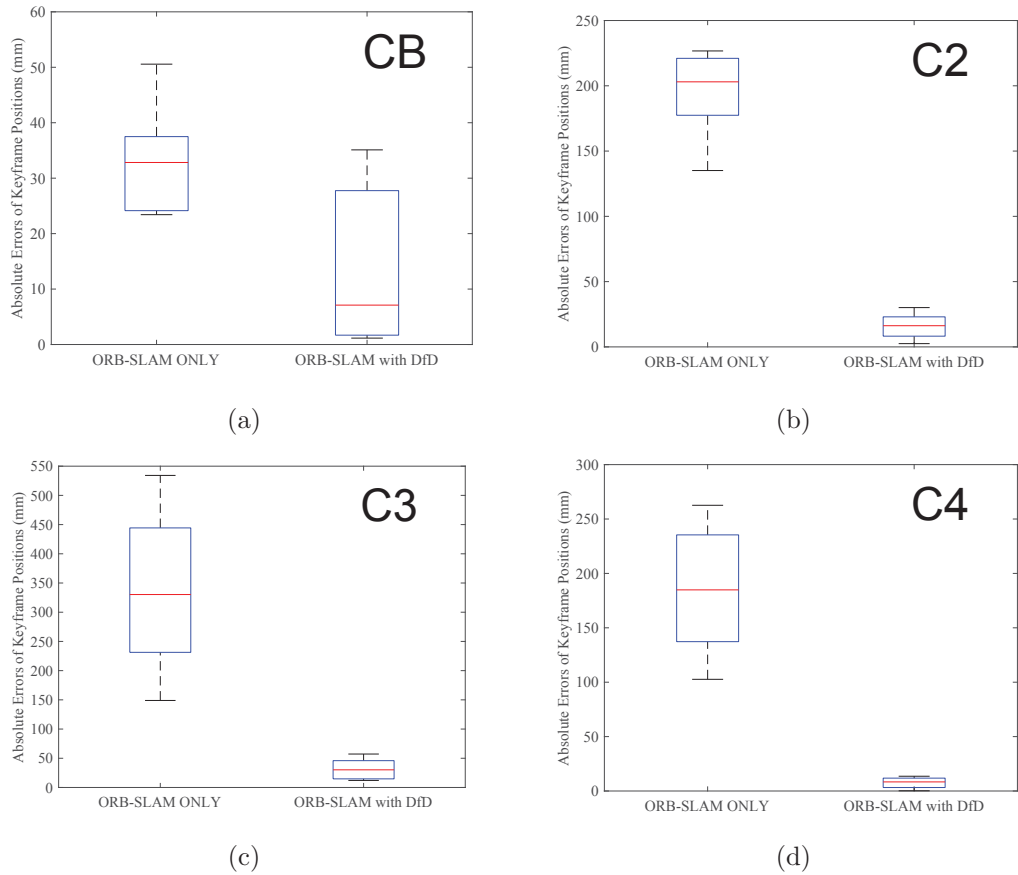 CB
Absolute Errors of Keyframe Positions (mm)
60
50
40
30
20
10
0
ORB-SLAM ONLY
ORB-SLAM with DfD
(a)
C2
Absolute Errors of Keyframe Positions (mm)
250
200
150
100
50
0
ORB-SLAM ONLY
ORB-SLAM with DfD
(b)
C3
Absolute Errors of Keyframe Positions (mm)
550
500
450
400
350
300
250
200
150
100
50
0
ORB-SLAM ONLY
ORB-SLAM with DfD
(c)
C4
Absolute Errors of Keyframe Positions (mm)
300
250
200
150
100
50
0
ORB-SLAM ONLY
ORB-SLAM with DfD
(d)